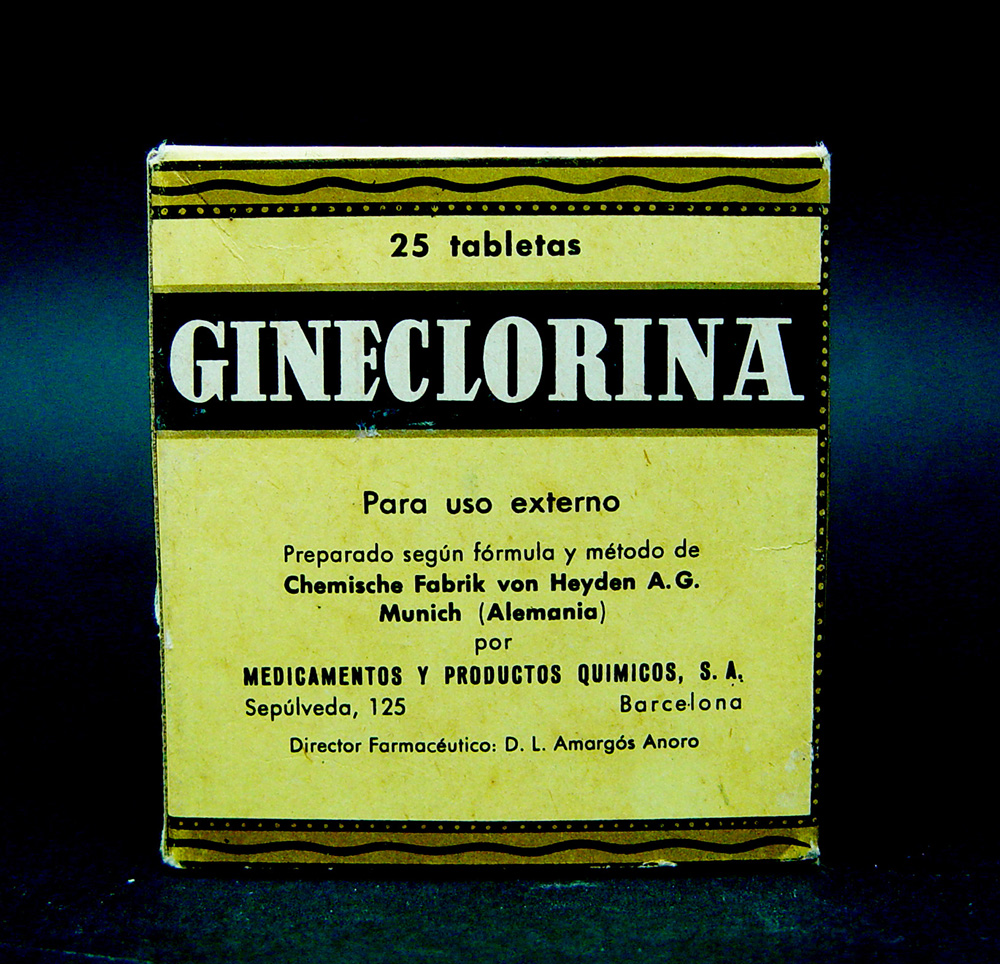 25 tabletas
GINECLORINA
Para uso externo
Preparado según fórmula y método de
Chemische Fabrik von Heyden A.G.
Munich (Alemania)
por
MEDICAMENTOS Y PRODUCTOS QUIMICOS, S. A.
Sepúlveda, 125 Barcelona
Director Farmacéutico: D. L. Amargós Anoro